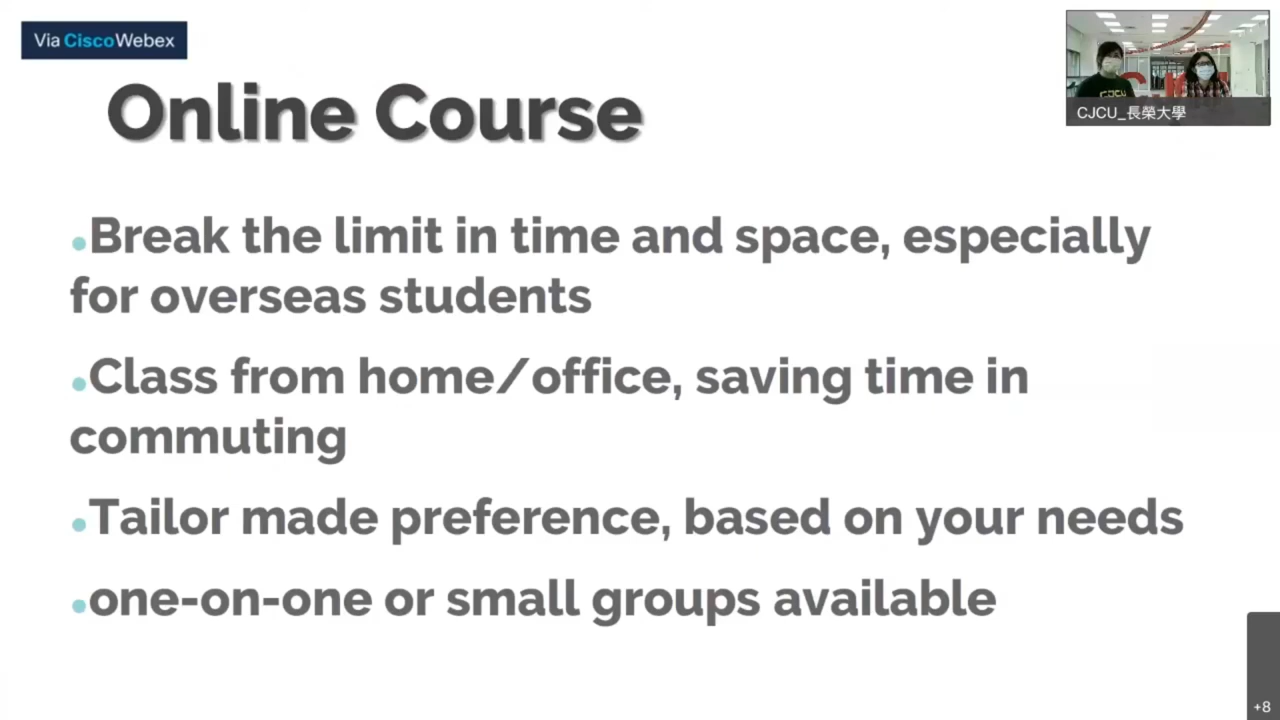 Via CiscoWebex
CJCU_長榮大學
Online Course
•Break the limit in time and space, especially
for overseas students
•Class from home/office, saving time in
commuting
•Tailor made preference, based on your needs
•one-on-one or small groups available
+8